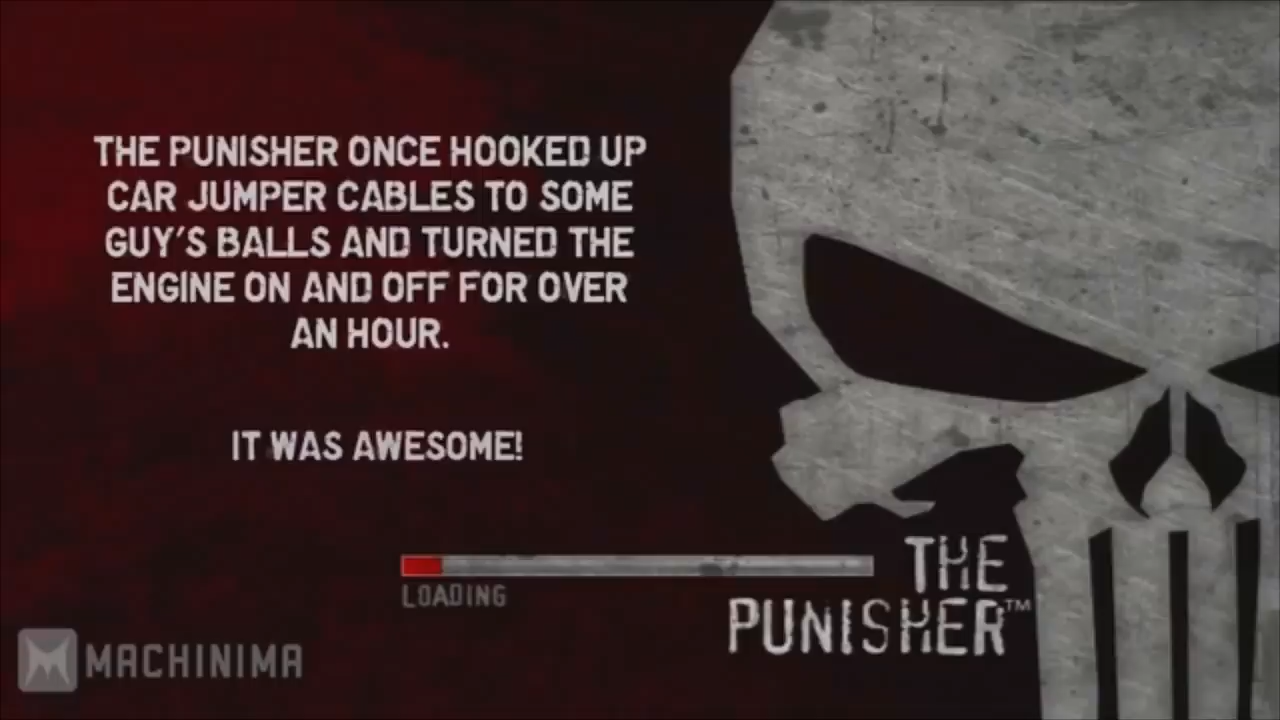 THE PUNISHER ONCE HOOKED UP
CAR JUMPER CABLES TO SOME
GUY'S BALLS AND TURNED THE
ENGINE ON AND OFF FOR OVER
AN HOUR.
IT WAS AWESOME!
LOADING
THE
PUNISHER™
MACHINIMA